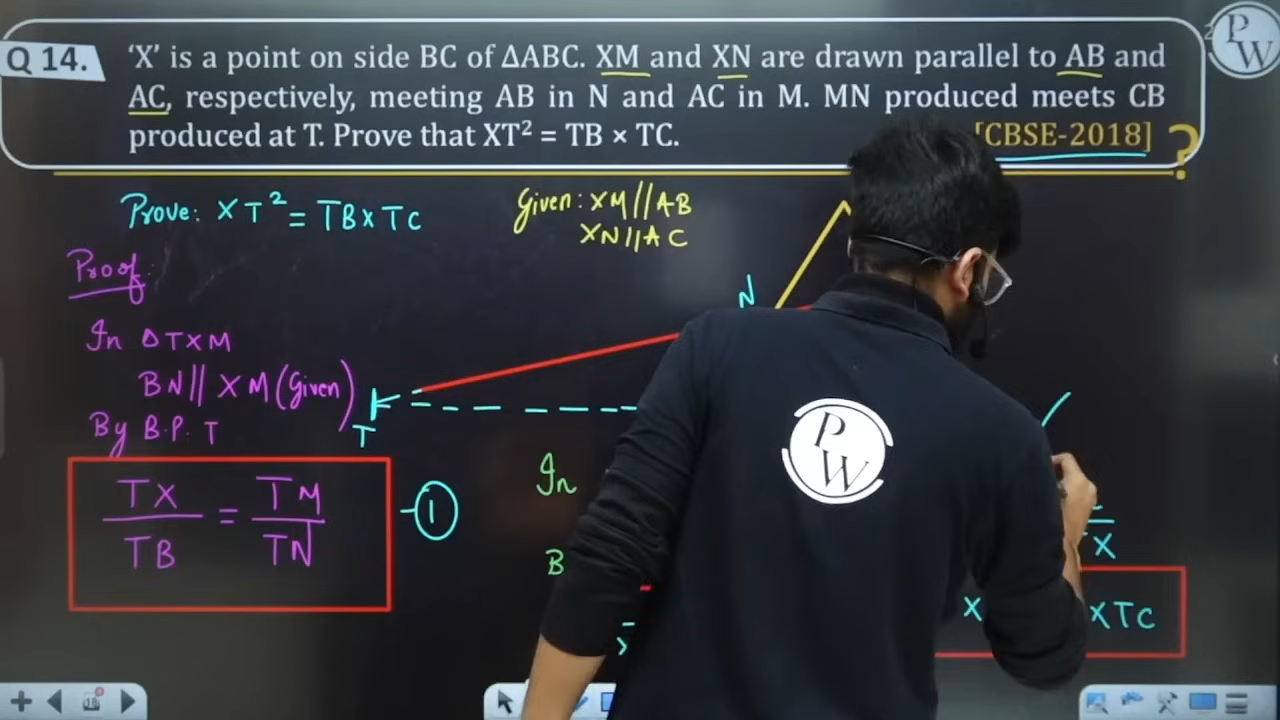 Q 14.
‘X’ is a point on side BC of ΔABC. XM and XN are drawn parallel to AB and
AC, respectively, meeting AB in N and AC in M. MN produced meets CB
produced at T. Prove that XT² = TB × TC.
[CBSE-2018]
?
PW
Prove: XT² = TB x TC
Given: XM//AB
XN//AC
Proof:
In ΔTXM
BN//XM (Given)
By B.P.T
TX/TB = TM/TN -①
N
T
In
B
X
X
XTC
PW